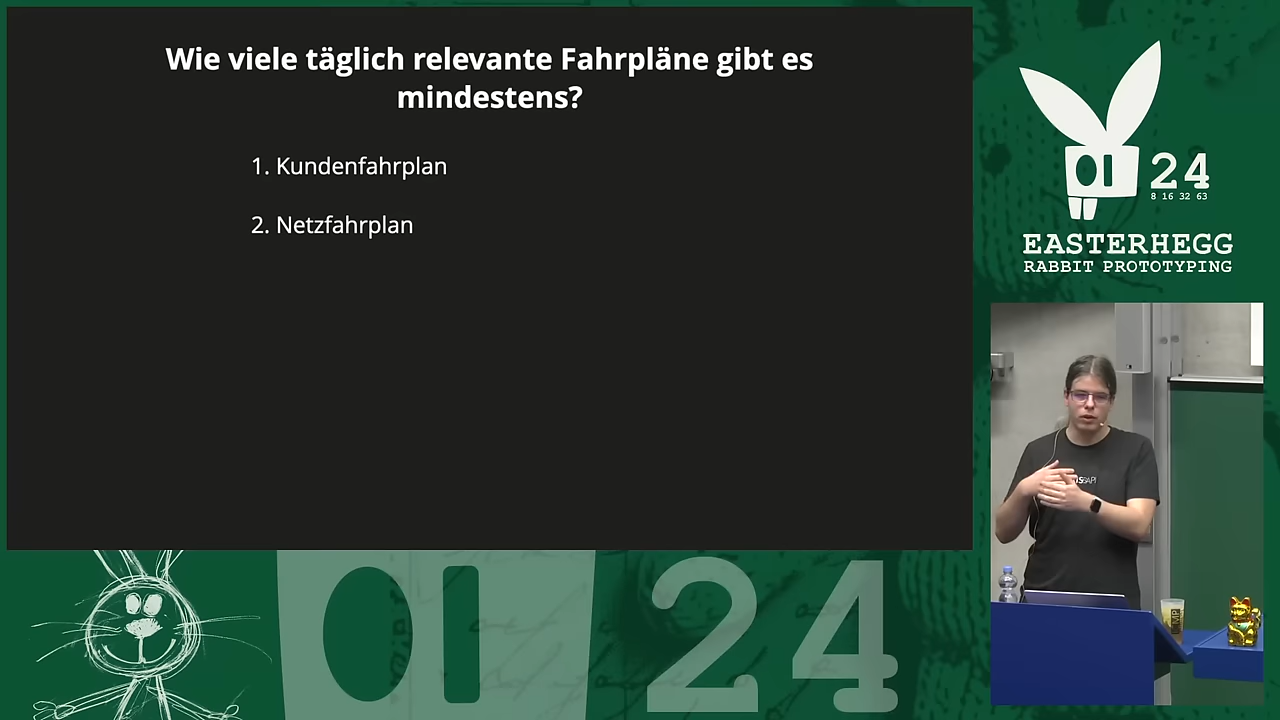 Wie viele täglich relevante Fahrpläne gibt es
mindestens?
1. Kundenfahrplan
2. Netzfahrplan
24
8 16 32 63
EASTERHEGG
RABBIT PROTOTYPING
24